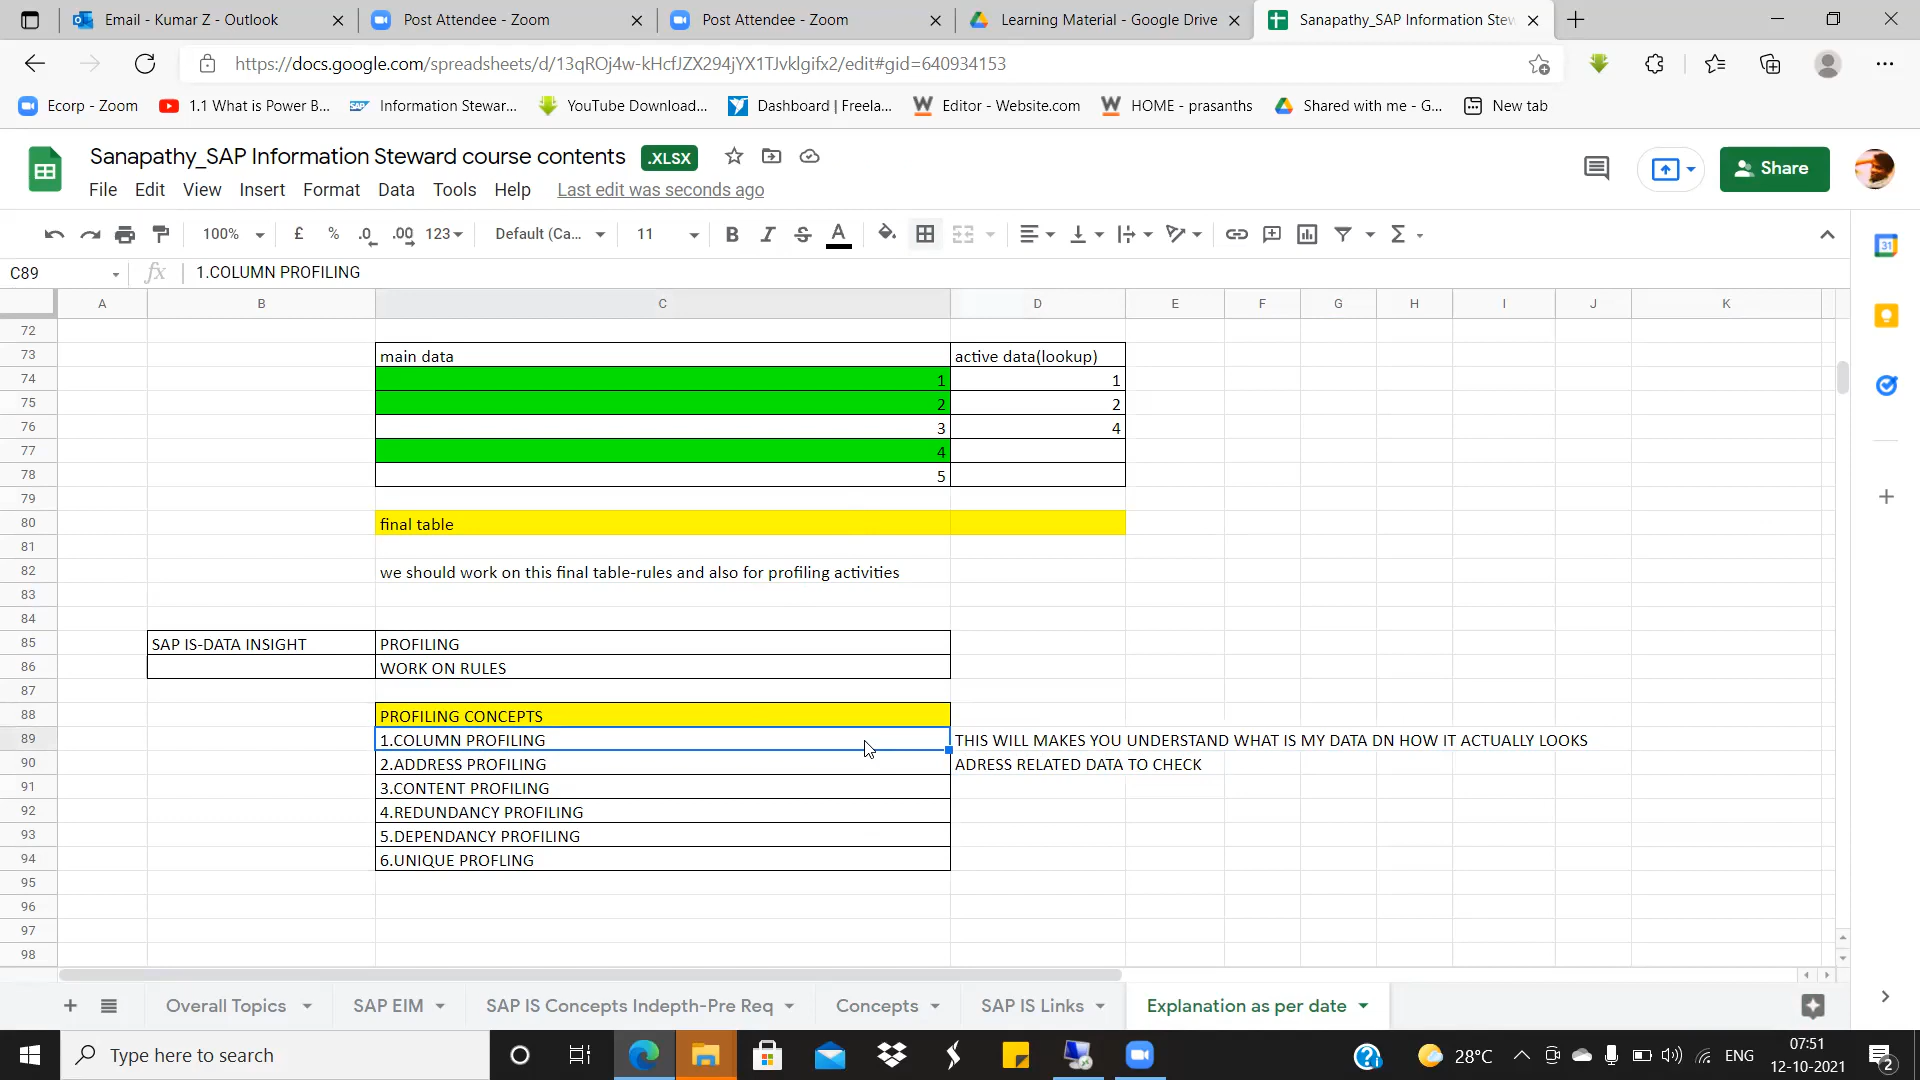 Email - Kumar Z - Outlook
Post Attendee - Zoom
Post Attendee - Zoom
Learning Material - Google Drive
Sanapathy_SAP Information Stew
https://docs.google.com/spreadsheets/d/13qROj4w-kHcfJZX294jYX1TJvklgifx2/edit#gid=640934153
Ecorp - Zoom
1.1 What is Power B...
SAP
Information Stewar...
YouTube Download...
Dashboard | Freela...
Editor - Website.com
HOME - prasanths
Shared with me - G...
New tab
Sanapathy_SAP Information Steward course contents
.XLSX
Share
File Edit View Insert Format Data Tools Help Last edit was seconds ago
100% £ % .0 .00 123 Default (Ca... 11 B I S A Σ
31
C89 fx 1.COLUMN PROFILING
A B C D E F G H I J K
72
73 main data active data(lookup)
74 1 1
75 2 2
76 3 4
77 4
78 5
79
80 final table
81
82 we should work on this final table-rules and also for profiling activities
83
84
85 SAP IS-DATA INSIGHT PROFILING
86 WORK ON RULES
87
88 PROFILING CONCEPTS
89 1.COLUMN PROFILING THIS WILL MAKES YOU UNDERSTAND WHAT IS MY DATA DN HOW IT ACTUALLY LOOKS
90 2.ADDRESS PROFILING ADRESS RELATED DATA TO CHECK
91 3.CONTENT PROFILING
92 4.REDUNDANCY PROFILING
93 5.DEPENDANCY PROFILING
94 6.UNIQUE PROFLING
95
96
97
98
Overall Topics SAP EIM SAP IS Concepts Indepth-Pre Req Concepts SAP IS Links Explanation as per date
Type here to search
28°C
ENG
07:51
12-10-2021
2